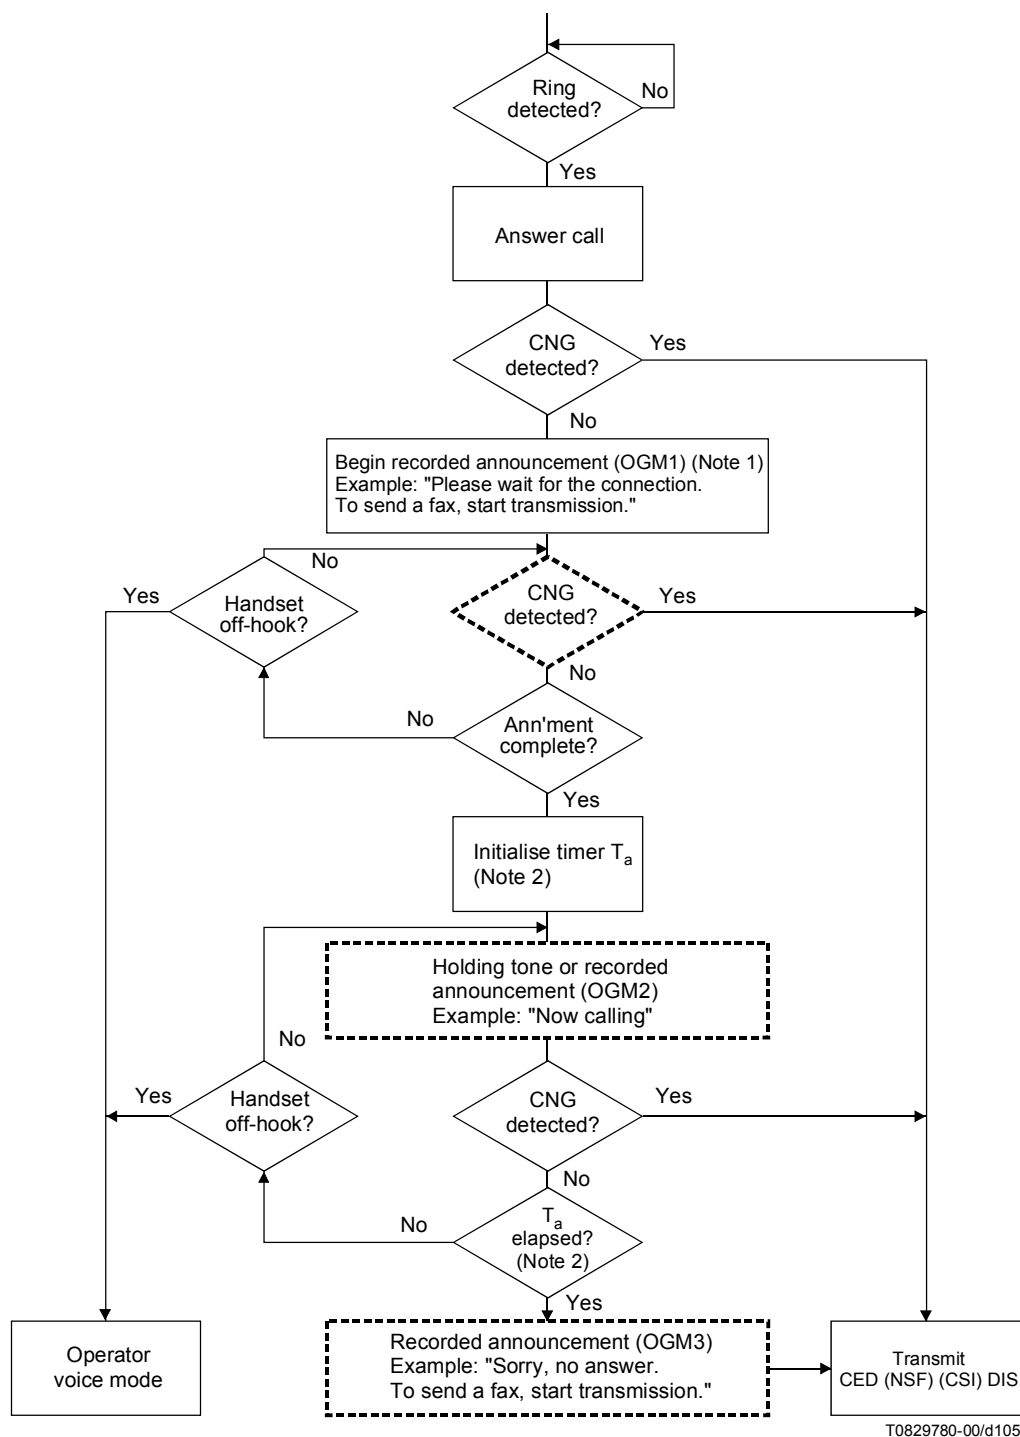 Ring
detected?
No
Yes
Answer call
CNG
detected?
Yes
No
Begin recorded announcement (OGM1) (Note 1)
Example: "Please wait for the connection.
To send a fax, start transmission."
No
Yes
Handset
off-hook?
CNG
detected?
Yes
No
No
Ann'ment
complete?
Yes
Initialise timer Ta
(Note 2)
Holding tone or recorded
announcement (OGM2)
Example: "Now calling"
No
Yes
Handset
off-hook?
CNG
detected?
Yes
No
No
Ta
elapsed?
(Note 2)
Yes
Operator
voice mode
Recorded announcement (OGM3)
Example: "Sorry, no answer.
To send a fax, start transmission."
Transmit
CED (NSF) (CSI) DIS
T0829780-00/d105